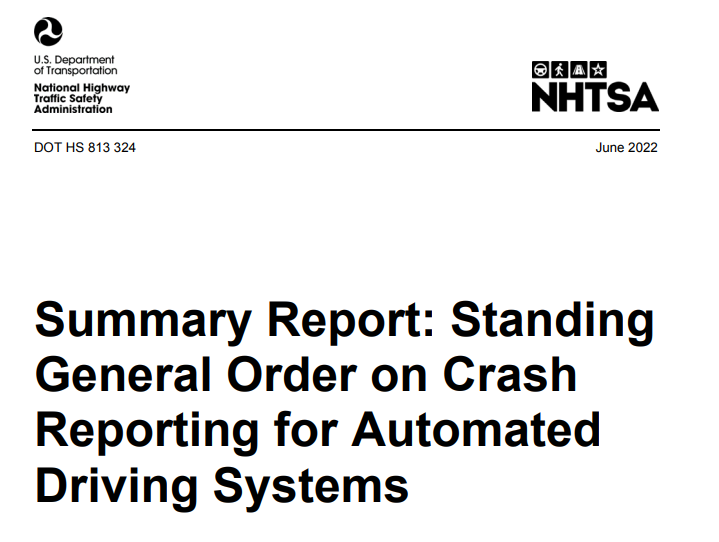 U.S. Department
of Transportation
National Highway
Traffic Safety
Administration
NHTSA
DOT HS 813 324
June 2022
Summary Report: Standing
General Order on Crash
Reporting for Automated
Driving Systems